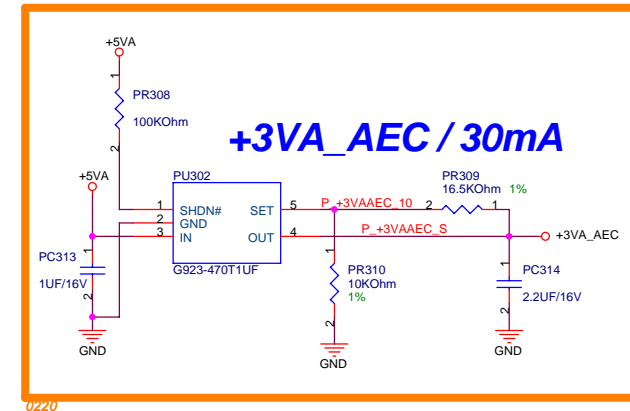 +5VA
1
PR308
100KOhm
2
+3VA_AEC / 30mA
+5VA
PU302
PR309
16.5KOhm 1%
1 SHDN# SET 5 P_+3VAAEC_10 2 1
2 GND
3 IN OUT 4 P_+3VAAEC_S +3VA_AEC
G923-470T1UF
PC313
1
1UF/16V
2
1
PR310
10KOhm
1%
2
1
PC314
2.2UF/16V
2
GND
GND
GND
0220